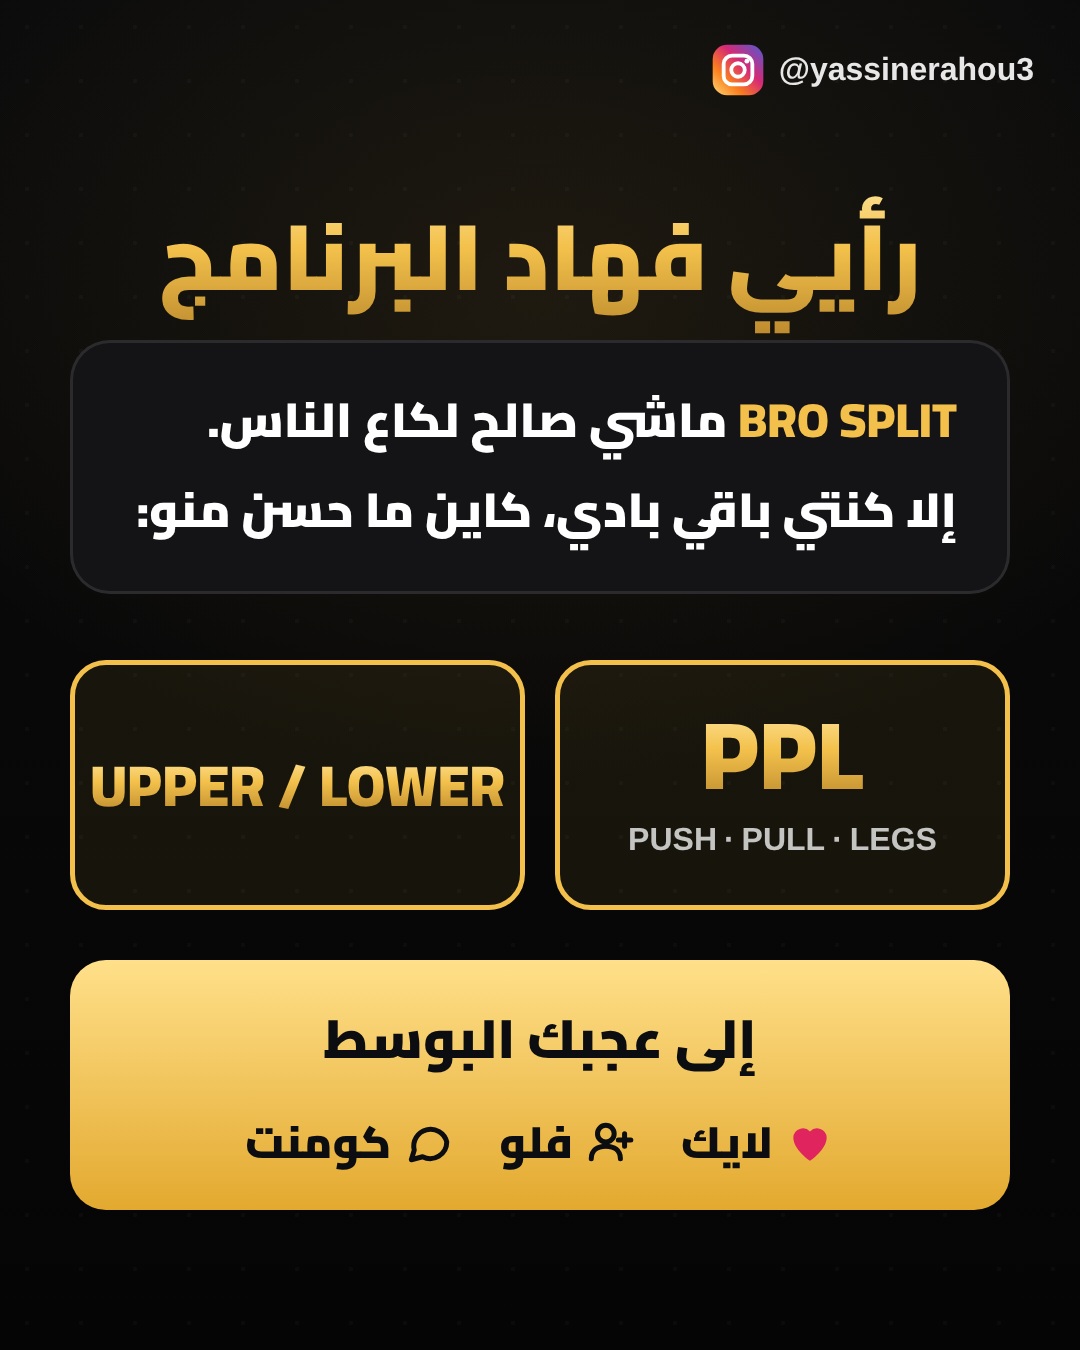 @yassinerahou3
رأيي فهاد البرنامج
BRO SPLIT ماشي صالح لكاع الناس.
إلا كنتي باقي بادي، كاين ما حسن منو:
PPL
PUSH · PULL · LEGS
UPPER / LOWER
إلى عجبك البوسط
لايك
فلو
كومنت